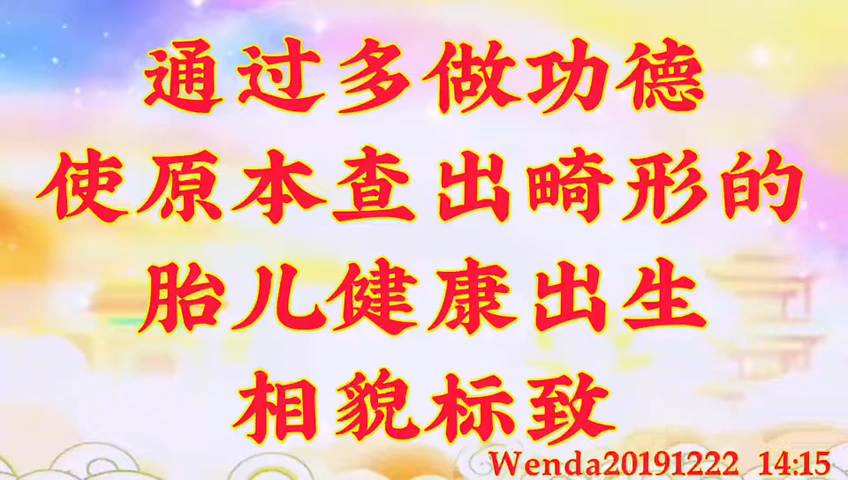 通过多做功德
使原本查出畸形的
胎儿健康出生
相貌标致
Wenda20191222 14:15